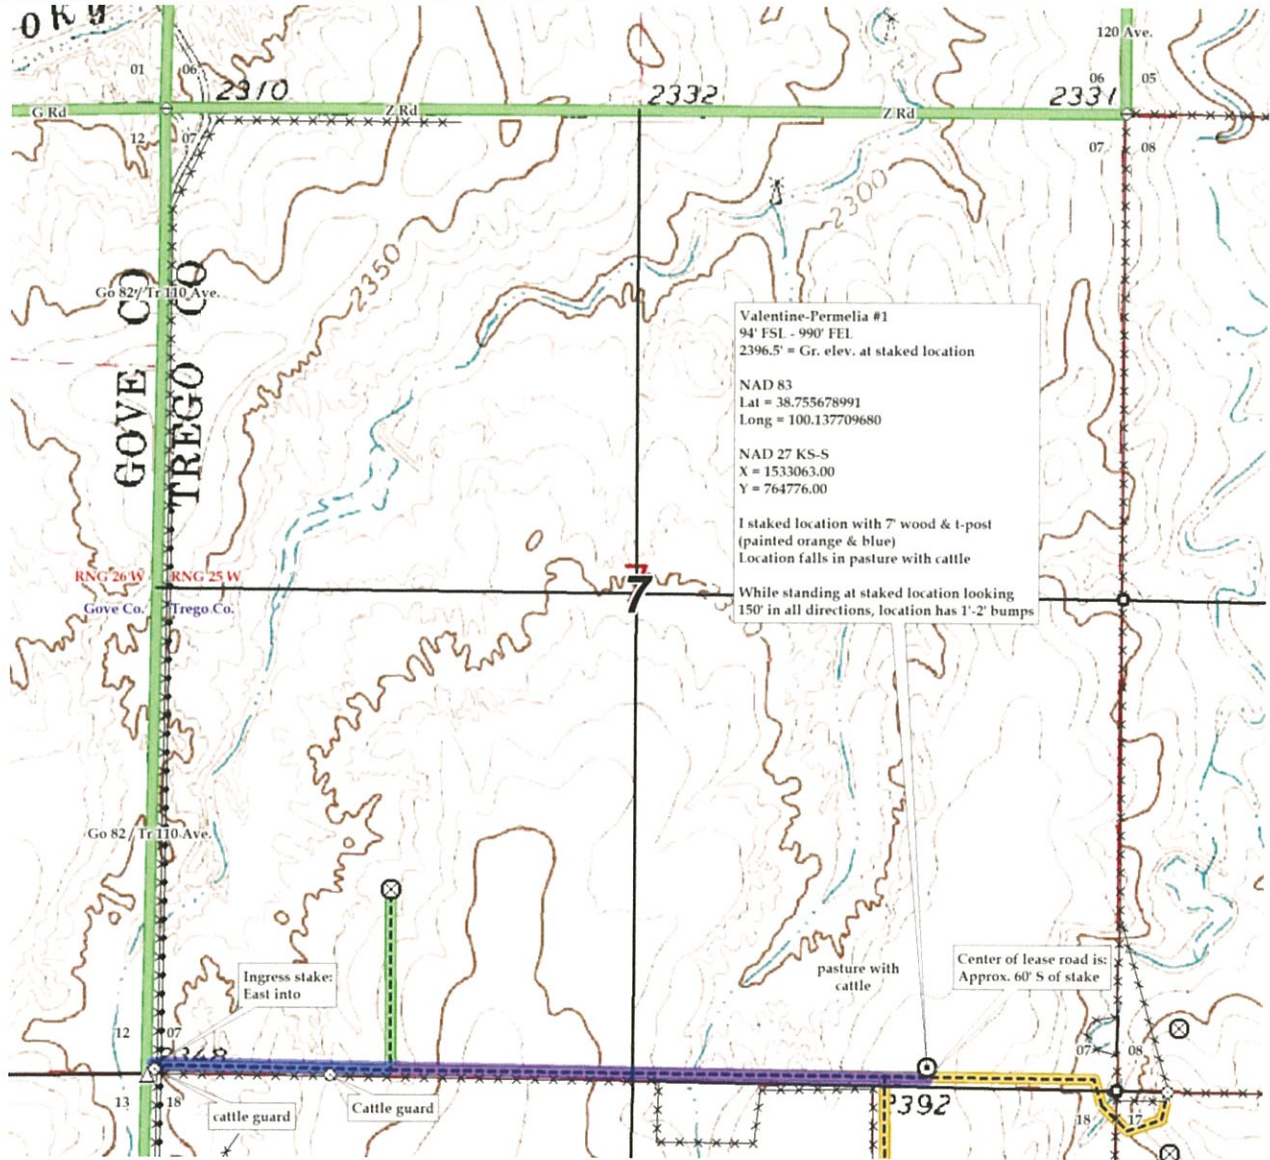 OKY
120 Ave.
01
06
06
05
2310
2332
2331
G Rd
Z Rd
Z Rd
12
07
07
08
2300
2350
GOVE CO
TREGO CO
Go 82 / Tr 110 Ave.
Valentine-Permelia #1
94' FSL - 990' FEL
2396.5' = Gr. elev. at staked location
NAD 83
Lat = 38.755678991
Long = 100.137709680
NAD 27 KS-S
X = 1533063.00
Y = 764776.00
I staked location with 7' wood & t-post
(painted orange & blue)
Location falls in pasture with cattle
While standing at staked location looking
150' in all directions, location has 1'-2' bumps
RNG 26 W
RNG 25 W
Gove Co.
Trego Co.
7
Go 82 / Tr 110 Ave.
Ingress stake:
East into
pasture with
cattle
Center of lease road is:
Approx. 60' S of stake
12
07
07
08
2348
13
18
cattle guard
Cattle guard
2392
18
17